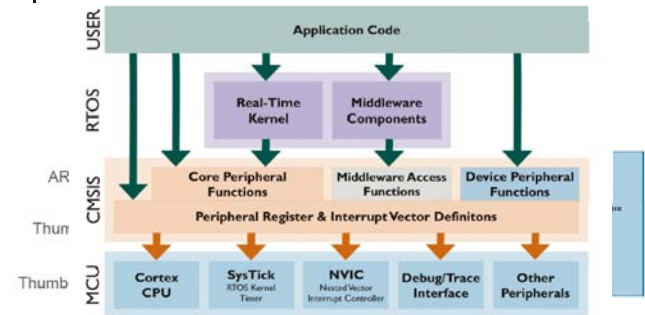 USER
Application Code
RTOS
Real-Time
Kernel
Middleware
Components
AR
CMSIS
Core Peripheral
Functions
Middleware Access
Functions
Device Peripheral
Functions
Thum
Peripheral Register & Interrupt Vector Definitons
Thumb
MCU
Cortex
CPU
SysTick
RTOS Kernel
Timer
NVIC
Nested Vector
Interrupt Controller
Debug/Trace
Interface
Other
Peripherals